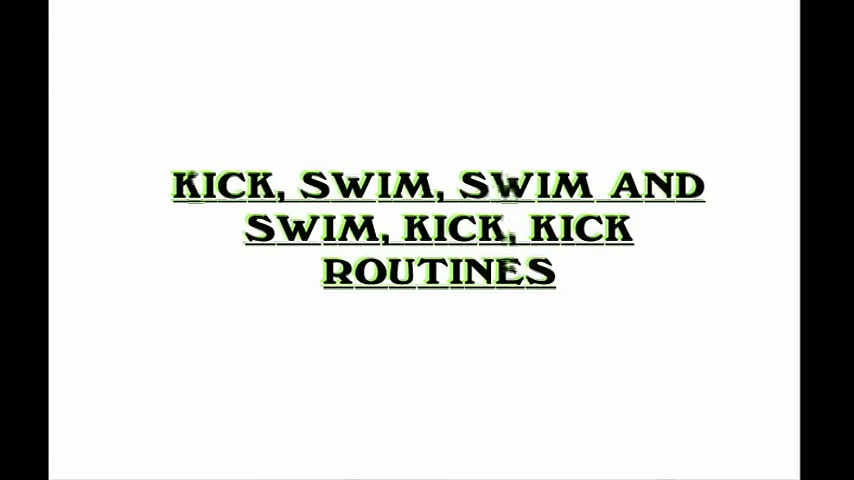 KICK, SWIM, SWIM AND
SWIM, KICK, KICK
ROUTINES